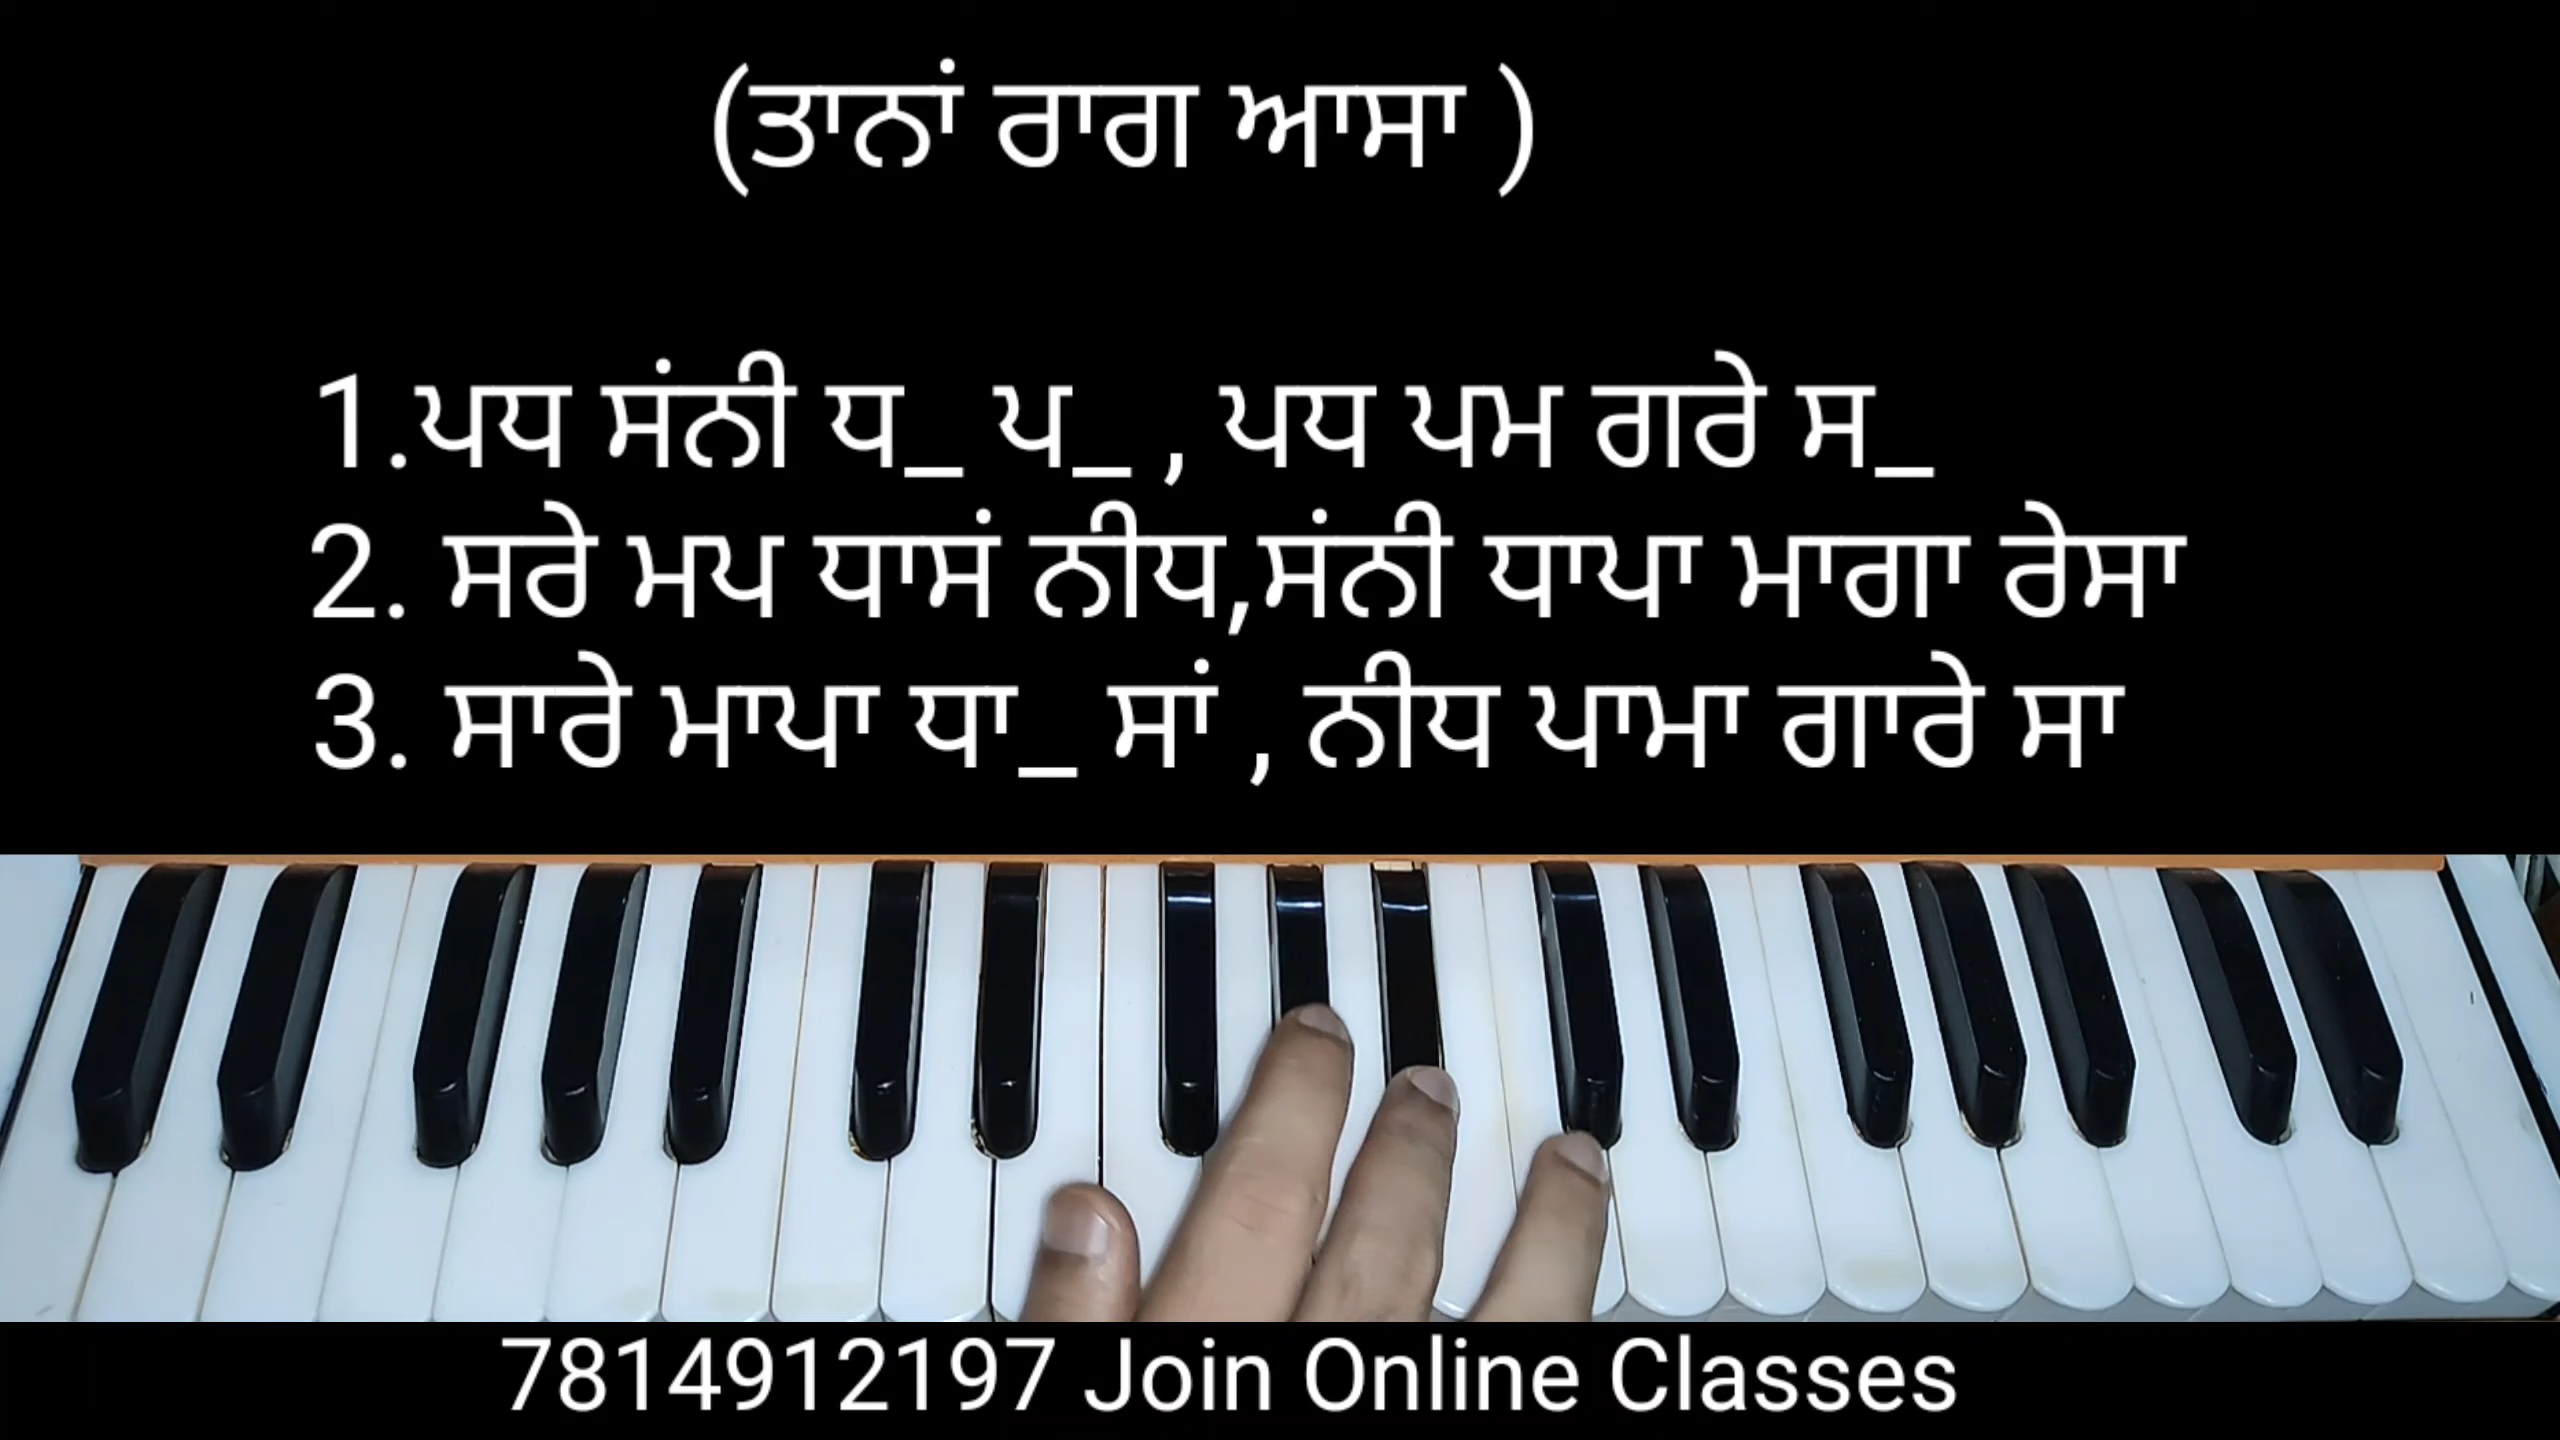 (ਤਾਨਾਂ ਰਾਗ ਆਸਾ )
1.ਪਧ ਸੰਨੀ ਧ_ ਪ_ , ਪਧ ਪਮ ਗਰੇ ਸ_
2. ਸਰੇ ਮਪ ਧਾਸੰ ਨੀਧ,ਸੰਨੀ ਧਾਪਾ ਮਾਗਾ ਰੇਸਾ
3. ਸਾਰੇ ਮਾਪਾ ਧਾ_ ਸਾਂ , ਨੀਧ ਪਾਮਾ ਗਾਰੇ ਸਾ
7814912197 Join Online Classes